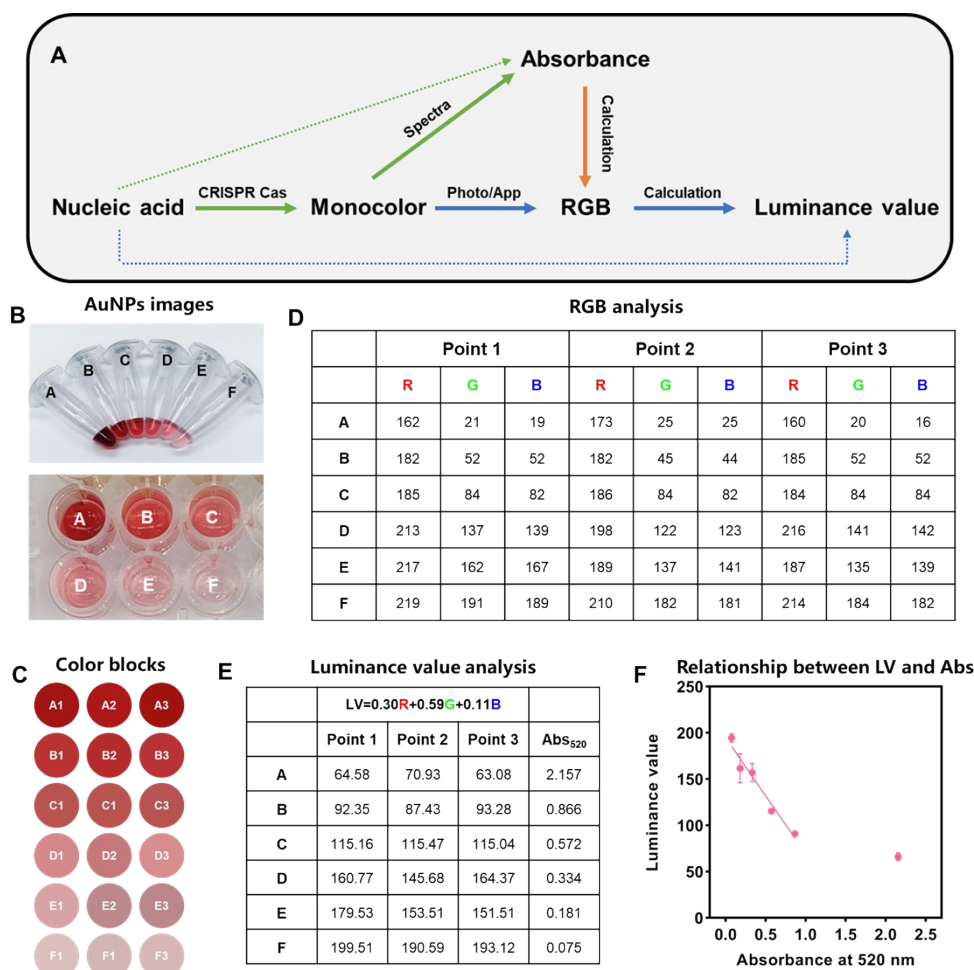 A
Absorbance
Spectra
Calculation
Nucleic acid
CRISPR Cas
Monocolor
Photo/App
RGB
Calculation
Luminance value
B
AuNPs images
A B C D E F
A B C
D E F
C
Color blocks
A1 A2 A3
B1 B2 B3
C1 C1 C3
D1 D2 D3
E1 E2 E3
F1 F1 F3
D
RGB analysis
Point 1 Point 2 Point 3
R G B R G B R G B
A 162 21 19 173 25 25 160 20 16
B 182 52 52 182 45 44 185 52 52
C 185 84 82 186 84 82 184 84 84
D 213 137 139 198 122 123 216 141 142
E 217 162 167 189 137 141 187 135 139
F 219 191 189 210 182 181 214 184 182
E
Luminance value analysis
LV=0.30R+0.59G+0.11B
Point 1 Point 2 Point 3 Abs520
A 64.58 70.93 63.08 2.157
B 92.35 87.43 93.28 0.866
C 115.16 115.47 115.04 0.572
D 160.77 145.68 164.37 0.334
E 179.53 153.51 151.51 0.181
F 199.51 190.59 193.12 0.075
F
Relationship between LV and Abs
Luminance value
250
200
150
100
50
0
0.0 0.5 1.0 1.5 2.0 2.5
Absorbance at 520 nm